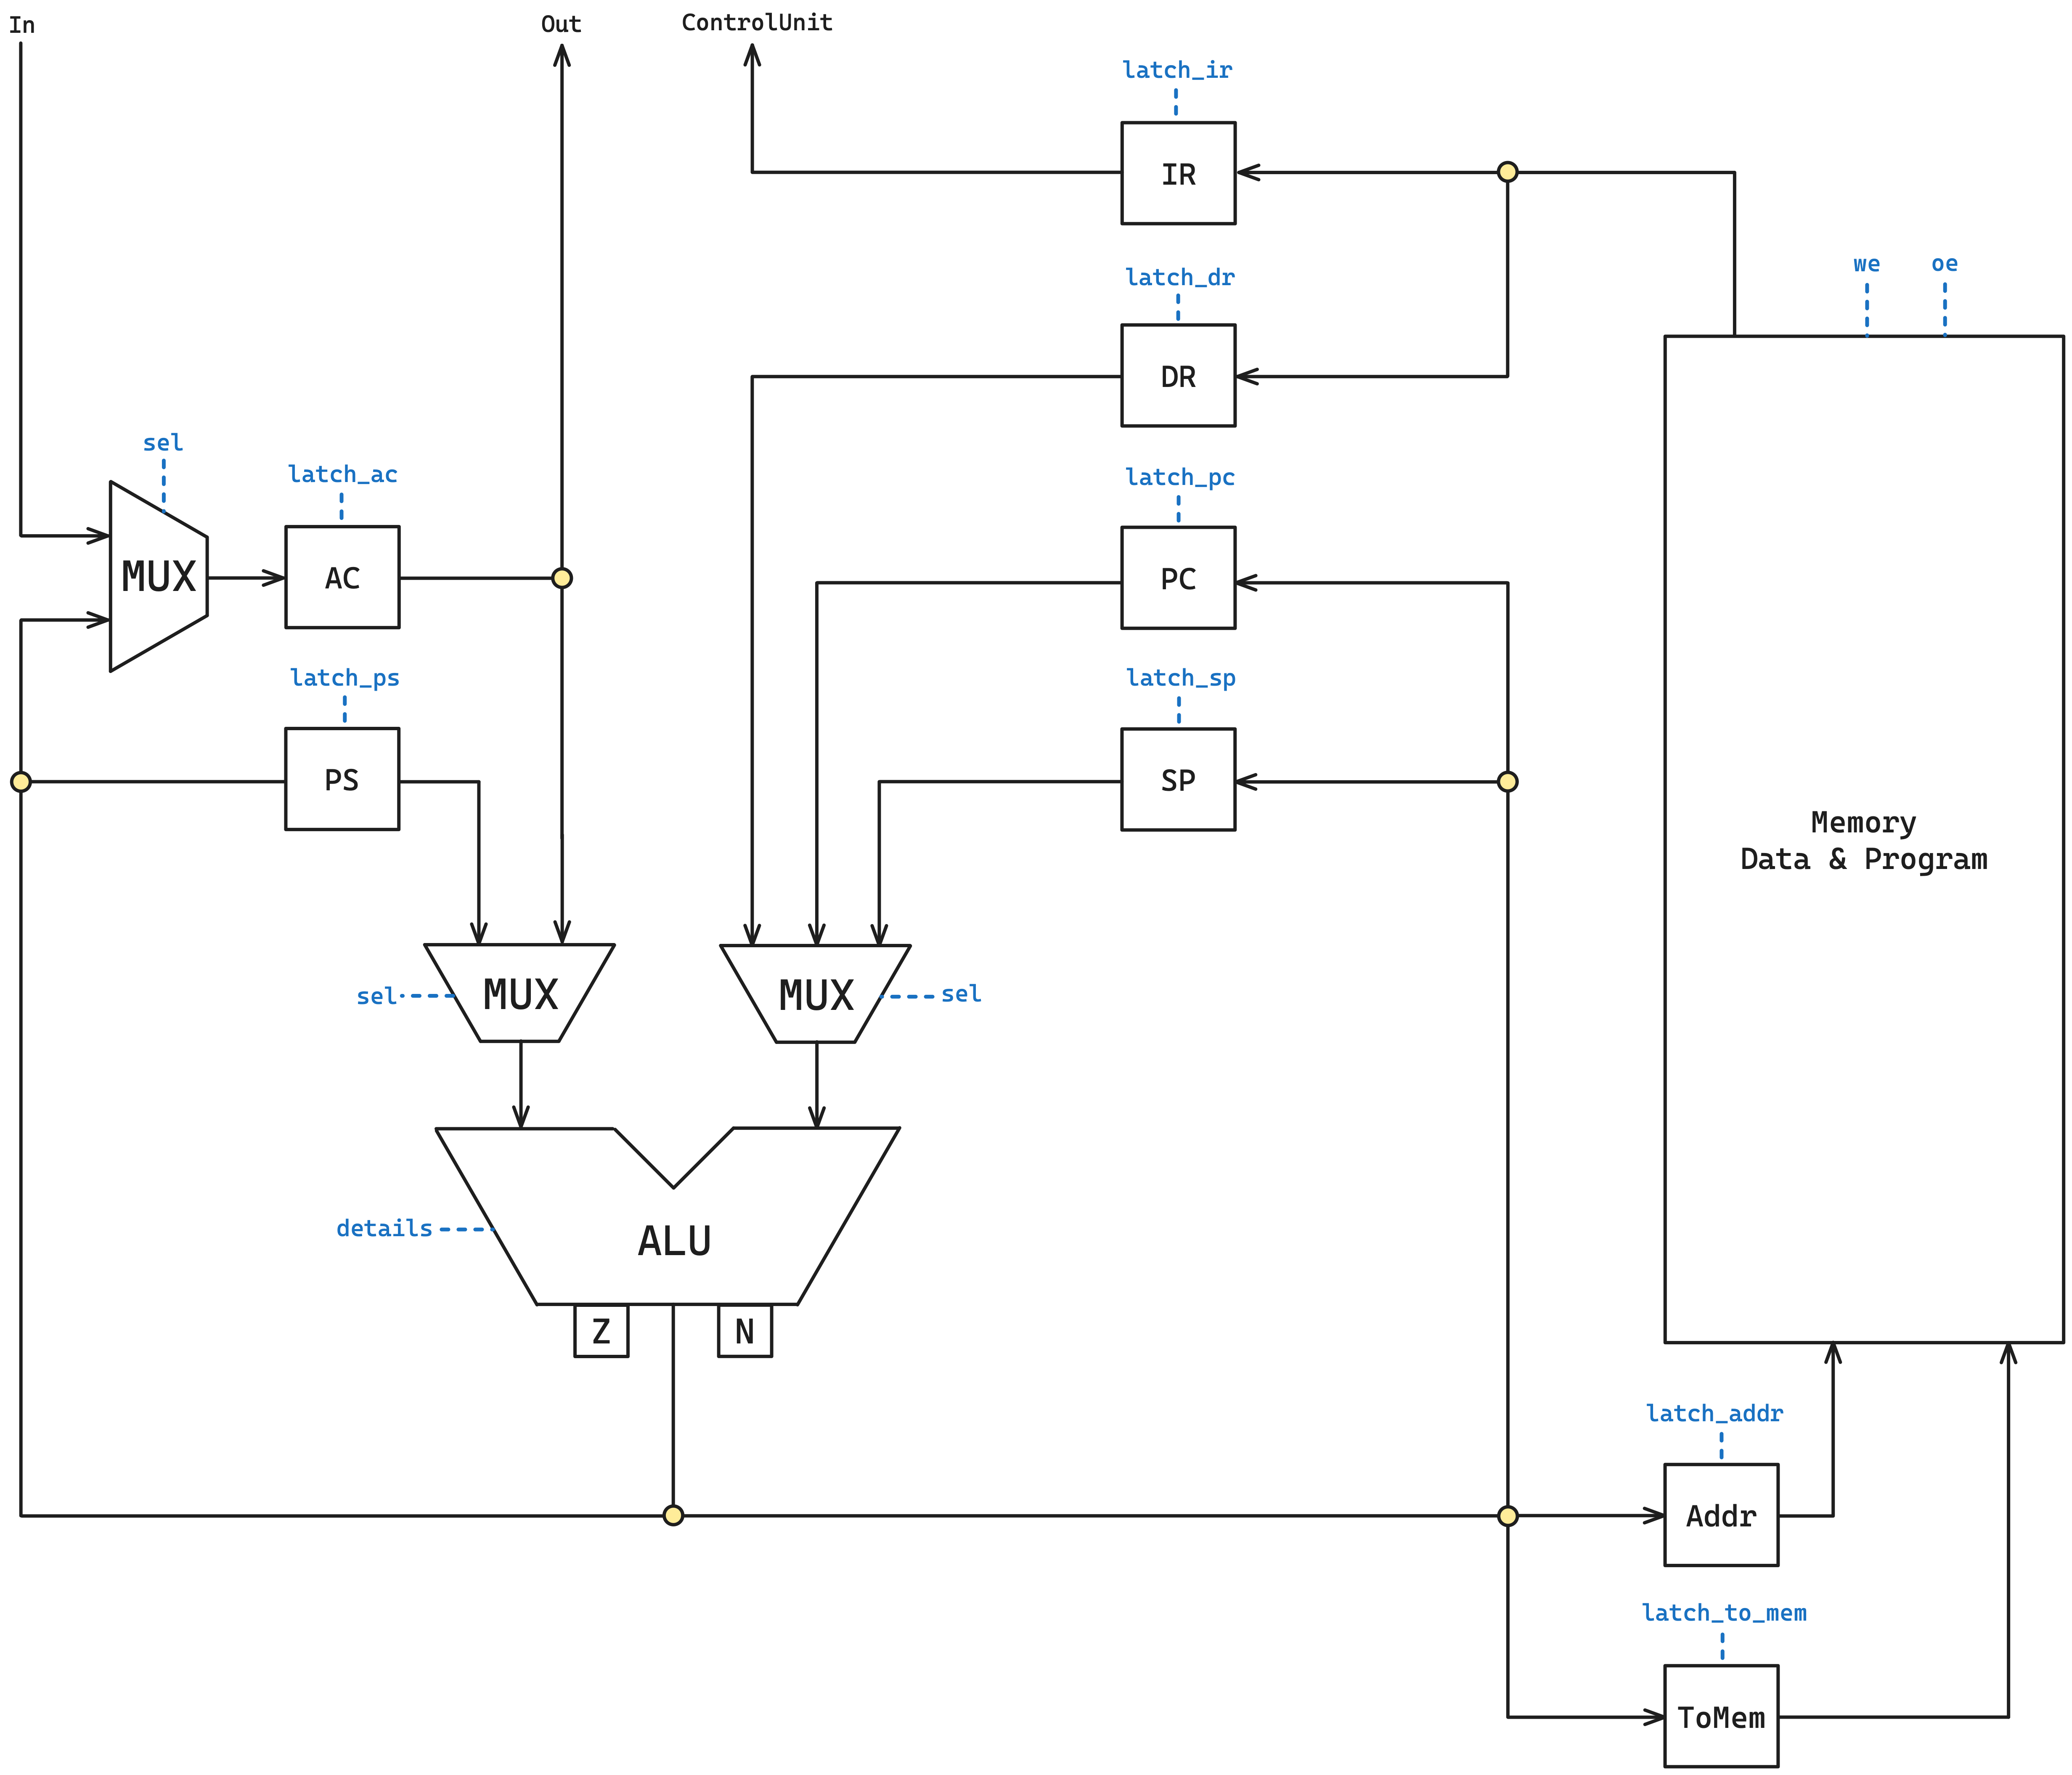 In
Out
ControlUnit
latch_ir
IR
we
oe
latch_dr
DR
sel
latch_ac
latch_pc
MUX
AC
PC
latch_ps
latch_sp
PS
SP
Memory
Data & Program
sel
MUX
MUX
sel
details
ALU
Z
N
latch_addr
Addr
latch_to_mem
ToMem